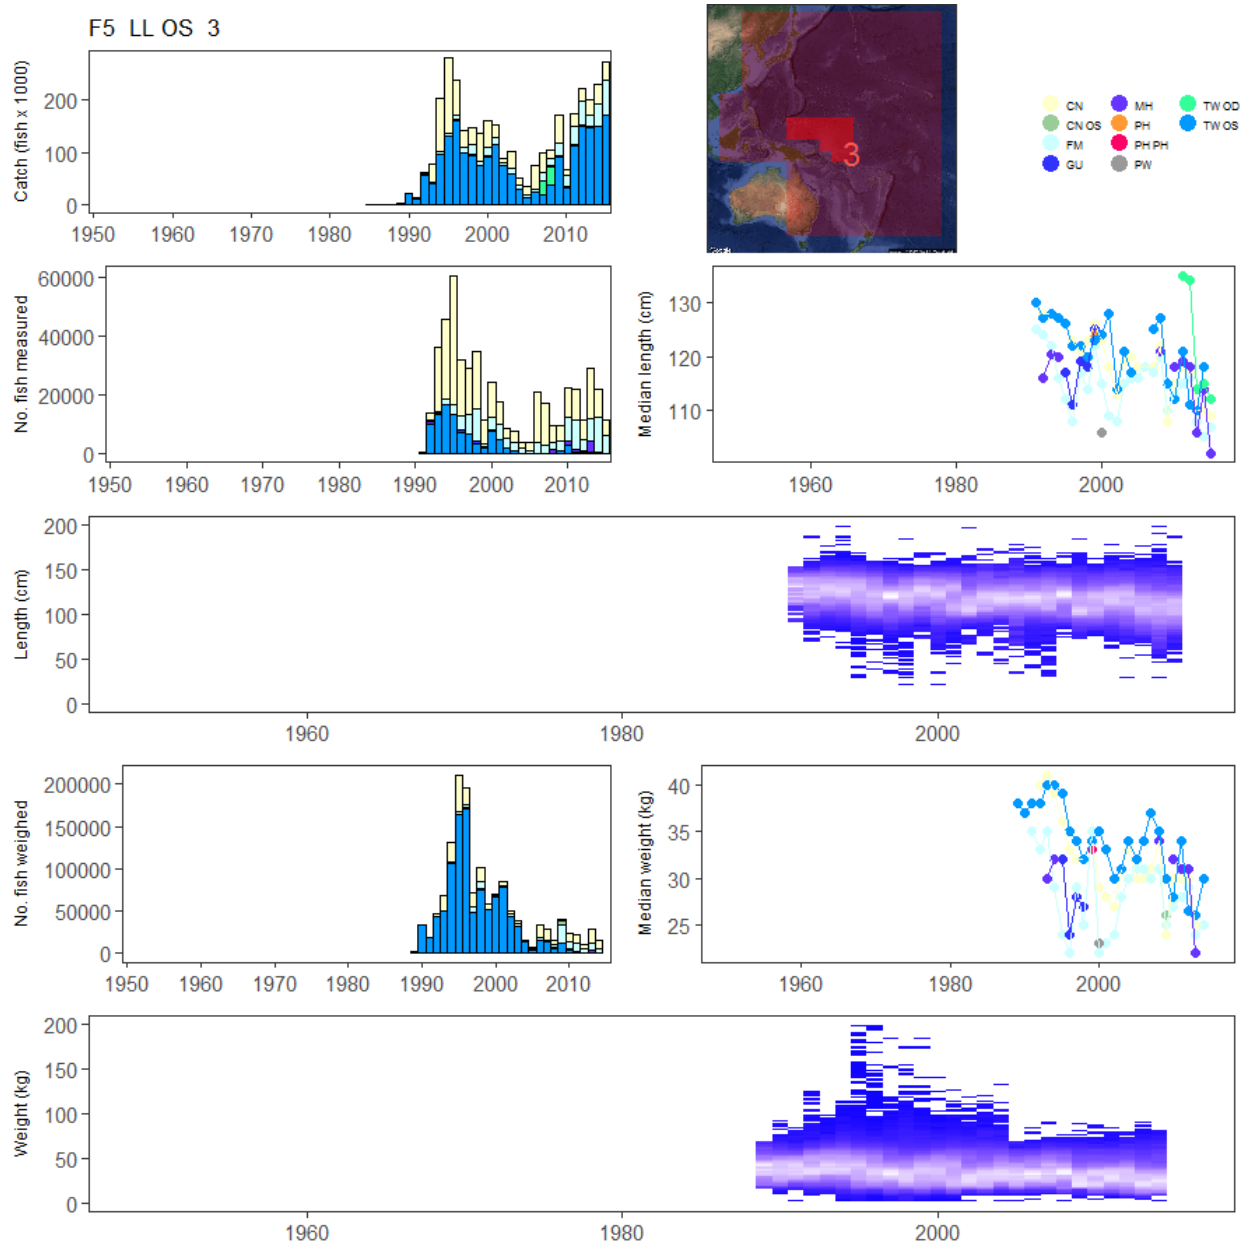 F5 LL OS 3
Catch (fish x 1000)
200
100
0
1950 1960 1970 1980 1990 2000 2010
3
CN
CN OS
FM
GU
MH
PH
PH PH
PW
TW OD
TW OS
No. fish measured
60000
40000
20000
0
1950 1960 1970 1980 1990 2000 2010
Median length (cm)
130
120
110
1960 1980 2000
Length (cm)
200
150
100
50
0
1960 1980 2000
No. fish weighed
200000
150000
100000
50000
0
1950 1960 1970 1980 1990 2000 2010
Median weight (kg)
40
35
30
25
1960 1980 2000
Weight (kg)
200
150
100
50
0
1960 1980 2000